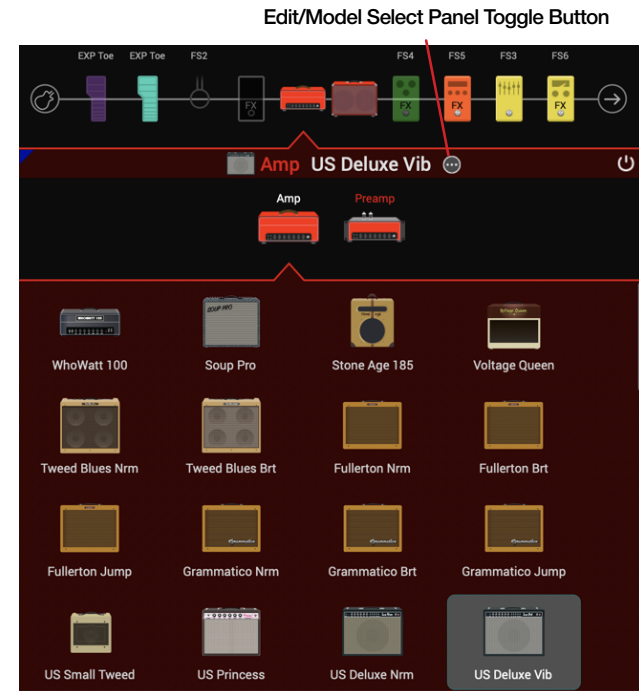 Edit/Model Select Panel Toggle Button
EXP Toe EXP Toe FS2 FS4 FS5 FS3 FS6
FX FX FX FX
Amp US Deluxe Vib
Amp Preamp
WhoWatt 100 Soup Pro Stone Age 185 Voltage Queen
Tweed Blues Nrm Tweed Blues Brt Fullerton Nrm Fullerton Brt
Fullerton Jump Grammatico Nrm Grammatico Brt Grammatico Jump
US Small Tweed US Princess US Deluxe Nrm US Deluxe Vib